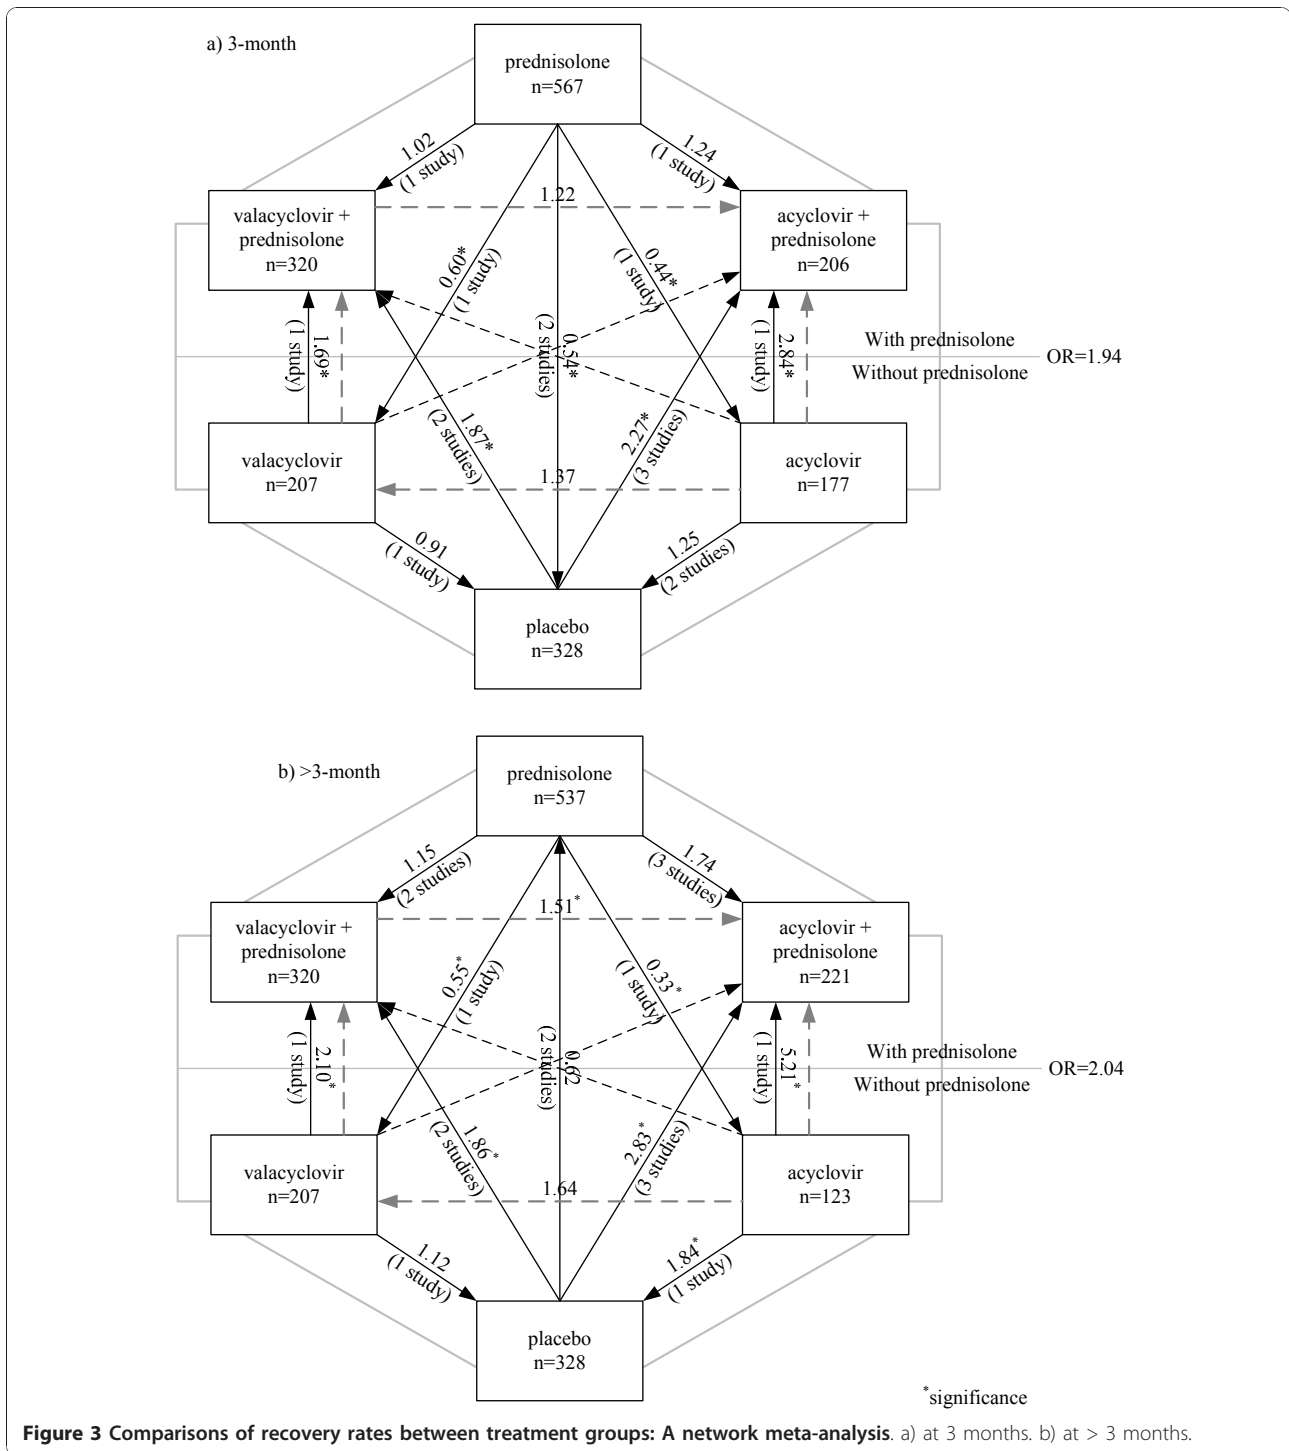 a) 3-month
prednisolone
n=567
1.02
(1 study)
1.24
(1 study)
valacyclovir +
prednisolone
n=320
1.22
acyclovir +
prednisolone
n=206
0.60*
(1 study)
0.44*
(1 study)
0.54*
(2 studies)
1.69*
(1 study)
2.84*
(1 study)
With prednisolone
Without prednisolone
OR=1.94
1.87*
(2 studies)
2.27*
(3 studies)
valacyclovir
n=207
1.37
acyclovir
n=177
0.91
(1 study)
1.25
(2 studies)
placebo
n=328
b) >3-month
prednisolone
n=537
1.15
(2 studies)
1.74
(3 studies)
valacyclovir +
prednisolone
n=320
1.51*
acyclovir +
prednisolone
n=221
0.55*
(1 study)
0.33*
(1 study)
0.62
(2 studies)
2.10*
(1 study)
5.21*
(1 study)
With prednisolone
Without prednisolone
OR=2.04
1.86*
(2 studies)
2.83*
(3 studies)
valacyclovir
n=207
1.64
acyclovir
n=123
1.12
(1 study)
1.84*
(1 study)
placebo
n=328
*significance
Figure 3 Comparisons of recovery rates between treatment groups: A network meta-analysis. a) at 3 months. b) at > 3 months.